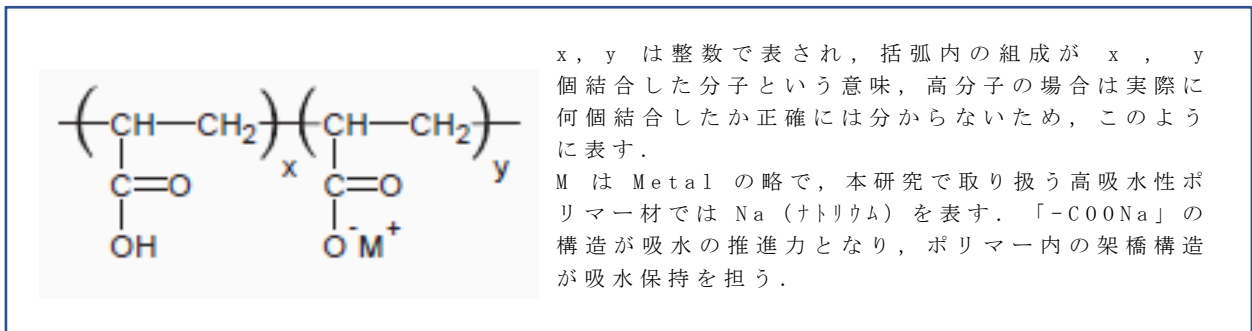 CH CH₂ x CH CH₂ y
C O C O
OH O⁻M⁺
x, y は整数で表され, 括弧内の組成が x , y
個結合した分子という意味, 高分子の場合は実際に
何個結合したか正確には分からないため, このよう
に表す.
M は Metal の略で, 本研究で取り扱う高吸水性ポ
リマー材では Na (ﾅﾄﾘｳﾑ) を表す. 「-COONa」の
構造が吸水の推進力となり, ポリマー内の架橋構造
が吸水保持を担う.